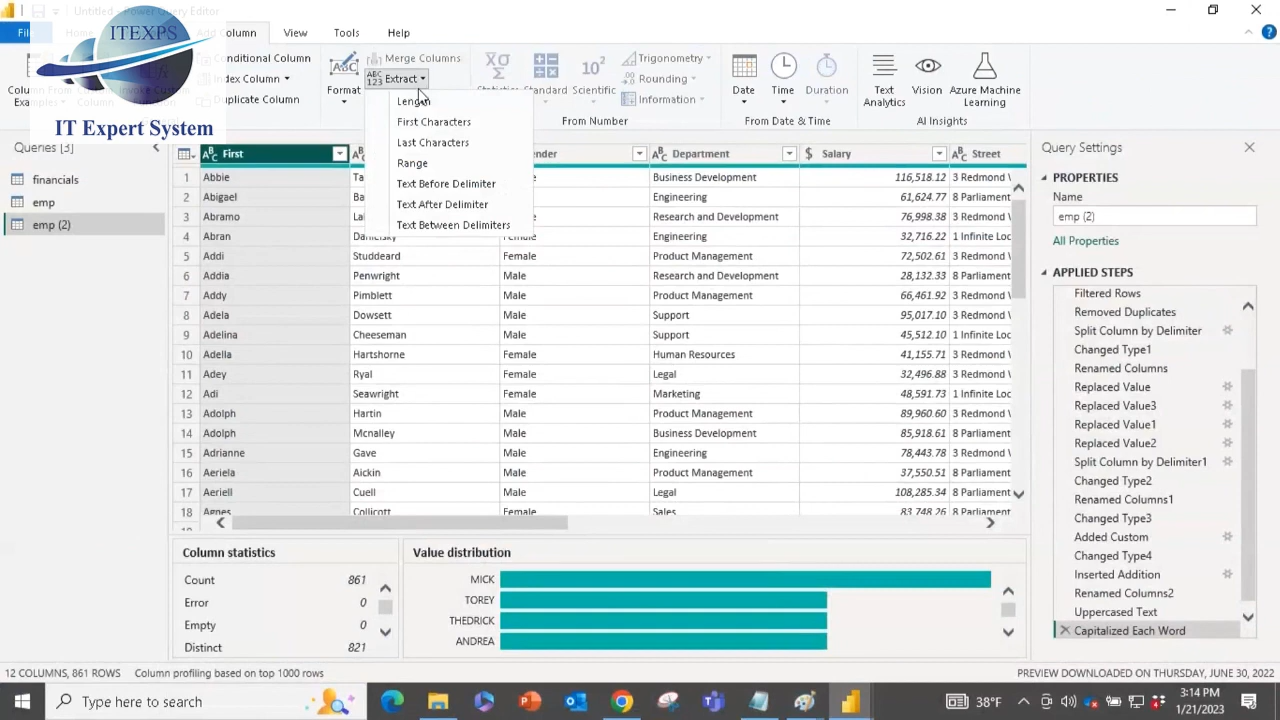 Untitled - Power Query Editor
File Home Add Column View Tools Help
ITEXPS
IT Expert System
Conditional Column
Index Column
Duplicate Column
Format
Merge Columns
ABC
123 Extract
Length
First Characters
Last Characters
Range
Text Before Delimiter
Text After Delimiter
Text Between Delimiters
Statistics Standard Scientific
Trigonometry
Rounding
Information
From Number
Date Time Duration
From Date & Time
Text Analytics
Vision
Azure Machine Learning
AI Insights
Queries [3]
financials
emp
emp (2)
First Department Salary Street
1 Abbie Business Development 116,518.12 3 Redmond
2 Abigael Engineering 61,624.77
3 Abramo Research and Development 76,998.38 3 Redmond
4 Abran Danielsky Female Engineering 32,716.22 1 Infinite Loo
5 Addi Studdeard Female Product Management 72,502.61 3 Redmond
6 Addia Penwright Male Research and Development 28,132.33 8 Parliament
7 Addy Pimblett Male Product Management 66,461.92 3 Redmond
8 Adela Dowsett Male Support 95,017.10 3 Redmond
9 Adelina Cheeseman Male Support 45,512.10 1 Infinite Loo
10 Adella Hartshorne Female Human Resources 41,155.71 3 Redmond
11 Adey Ryal Female Legal 32,496.88 3 Redmond
12 Adi Seawright Female Marketing 48,591.73 1 Infinite Loo
13 Adolph Hartin Male Product Management 89,960.60 3 Redmond
14 Adolph Mcnalley Male Business Development 85,918.61 8 Parliament
15 Adrianne Gave Male Engineering 78,443.78 3 Redmond
16 Aeriela Aickin Male Product Management 37,550.51 8 Parliament
17 Aeriell Cuell Male Legal 108,285.34 8 Parliament
18 Agnes Collicott Female Sales 83,748.26 8 Parliament
Column statistics
Count 861
Error 0
Empty 0
Distinct 821
Value distribution
MICK
TOREY
THEDRICK
ANDREA
Query Settings
PROPERTIES
Name
emp (2)
All Properties
APPLIED STEPS
Filtered Rows
Removed Duplicates
Split Column by Delimiter
Changed Type1
Renamed Columns
Replaced Value
Replaced Value3
Replaced Value1
Replaced Value2
Split Column by Delimiter1
Changed Type2
Renamed Columns1
Changed Type3
Added Custom
Changed Type4
Inserted Addition
Renamed Columns2
Uppercased Text
Capitalized Each Word
12 COLUMNS, 861 ROWS Column profiling based on top 1000 rows
PREVIEW DOWNLOADED ON THURSDAY, JUNE 30, 2022
Type here to search
38°F
3:14 PM
1/21/2023